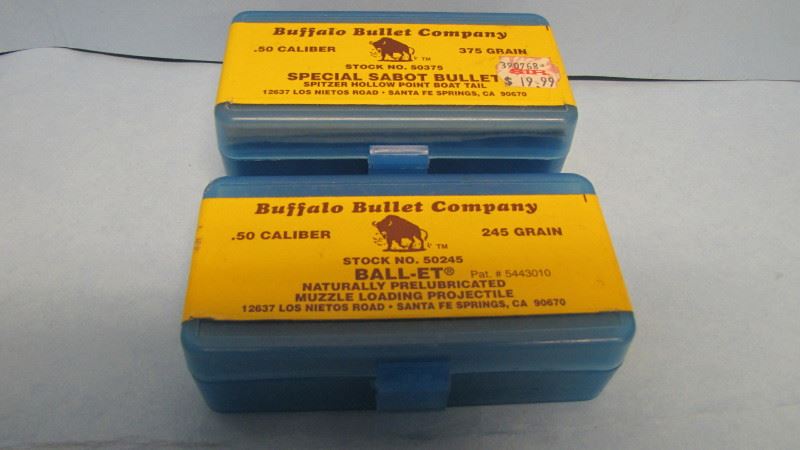 Buffalo Bullet Company
.50 CALIBER TM 375 GRAIN
STOCK NO. 50375
SPECIAL SABOT BULLET
SPITZER HOLLOW POINT BOAT TAIL
12637 LOS NIETOS ROAD • SANTA FE SPRINGS, CA 90670
390768
$ 19.99
Buffalo Bullet Company
.50 CALIBER TM 245 GRAIN
STOCK NO. 50245
BALL-ET® Pat. # 5443010
NATURALLY PRELUBRICATED
MUZZLE LOADING PROJECTILE
12637 LOS NIETOS ROAD • SANTA FE SPRINGS, CA 90670